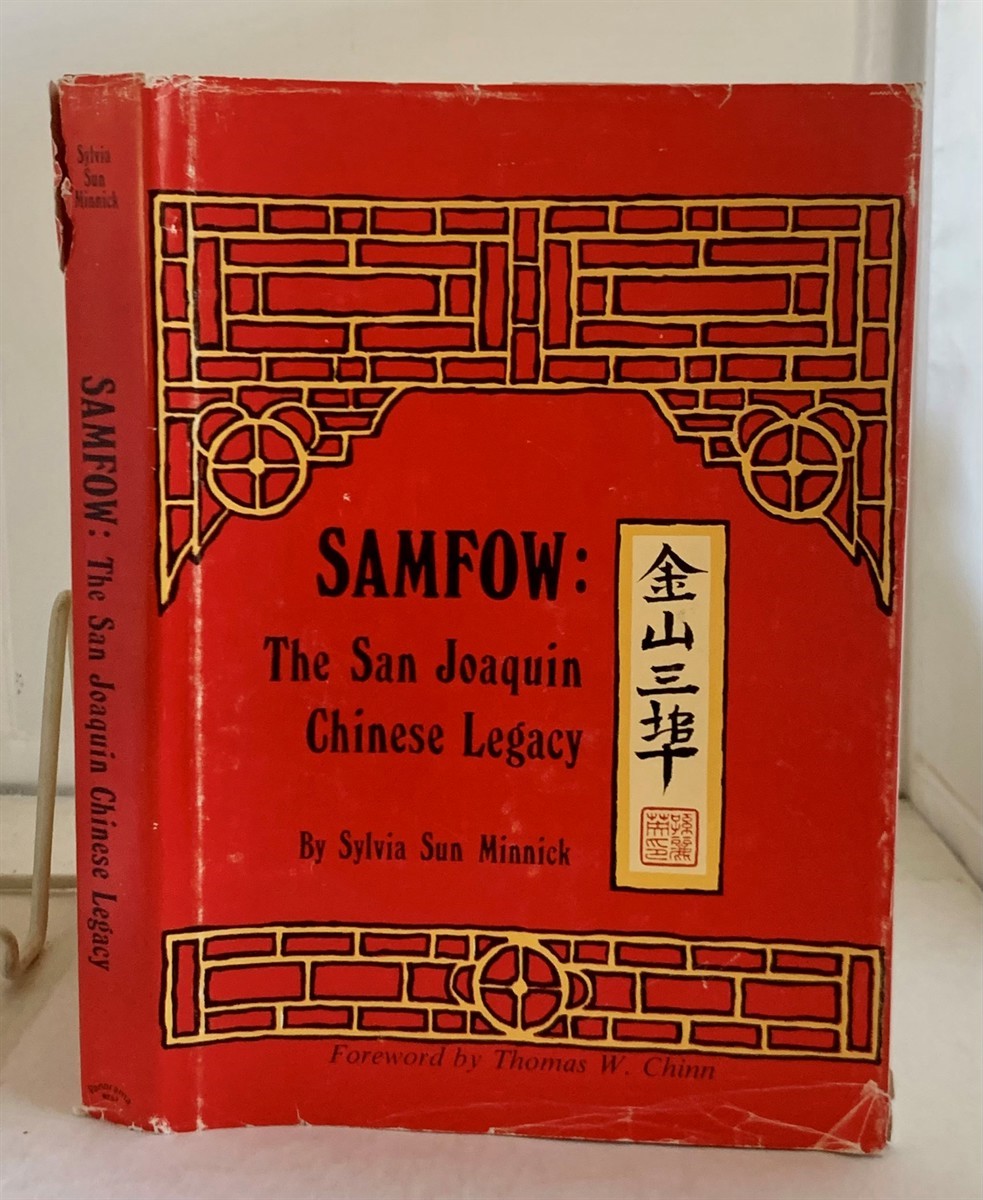 Sylvia
Sun
Minnick
SAMFOW: The San Joaquin Chinese Legacy
SAMFOW:
The San Joaquin
Chinese Legacy
By Sylvia Sun Minnick
金山三埠
Foreword by Thomas W. Chinn